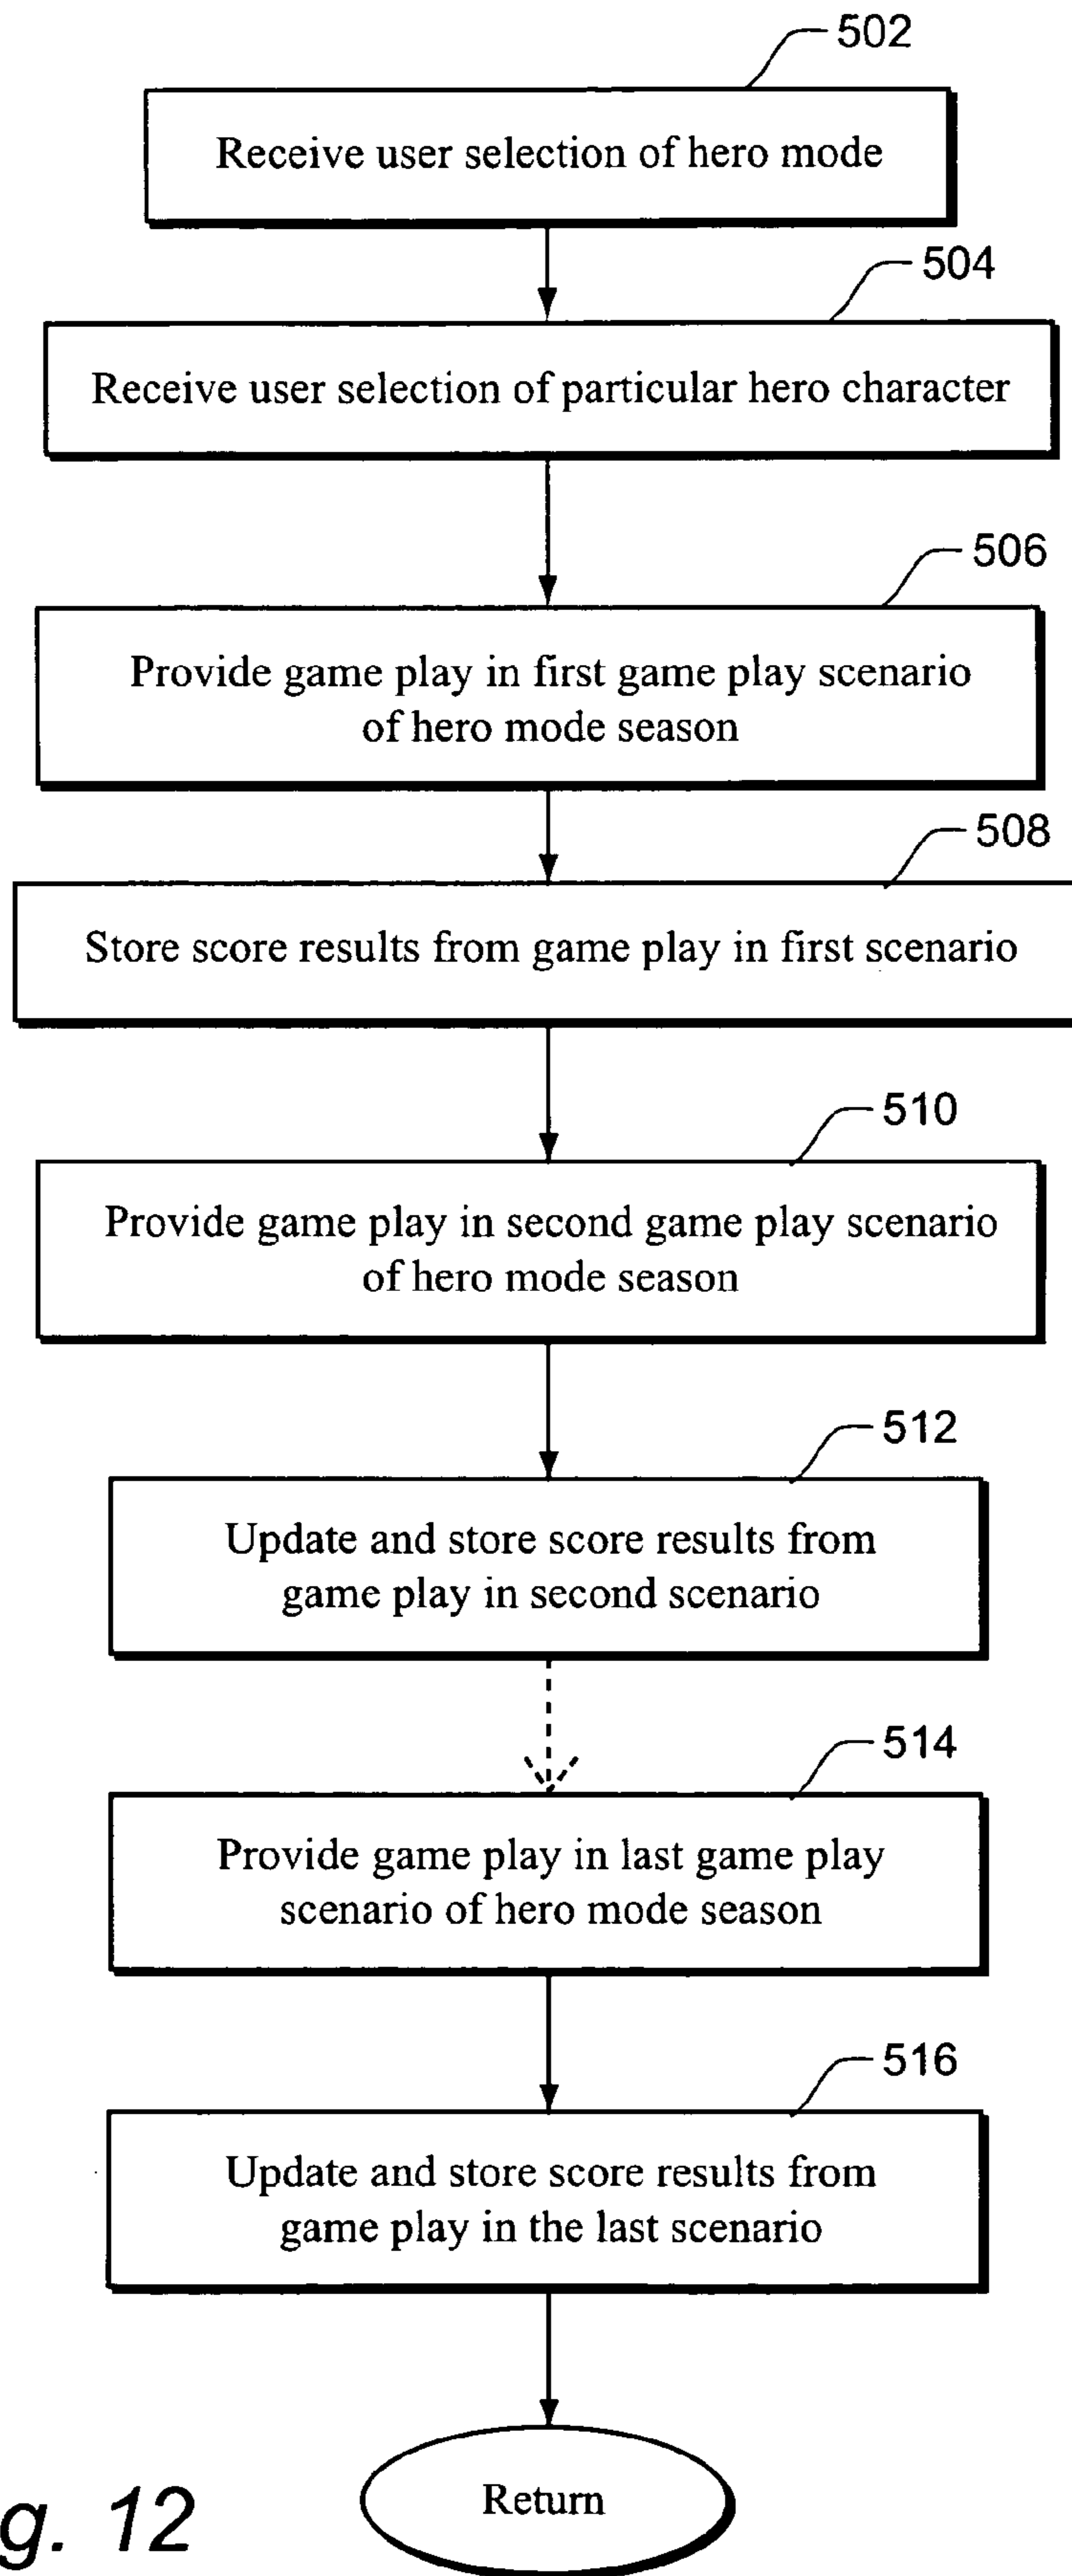 502
Receive user selection of hero mode
504
Receive user selection of particular hero character
506
Provide game play in first game play scenario
of hero mode season
508
Store score results from game play in first scenario
510
Provide game play in second game play scenario
of hero mode season
512
Update and store score results from
game play in second scenario
514
Provide game play in last game play
scenario of hero mode season
516
Update and store score results from
game play in the last scenario
Return
g. 12